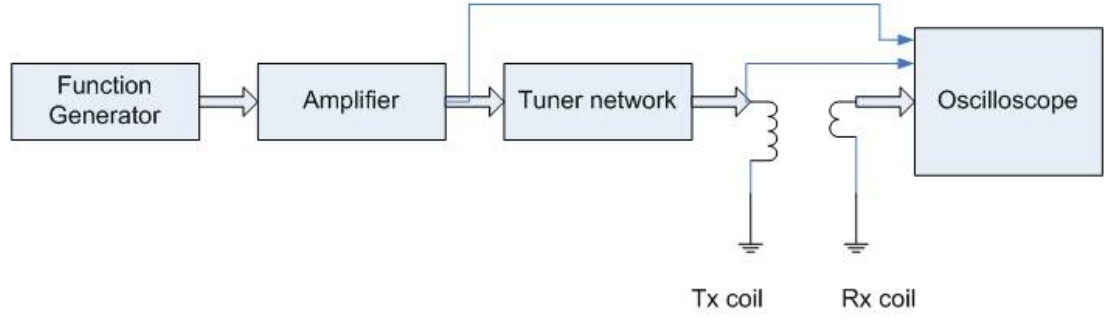 Function
Generator
Amplifier
Tuner network
Oscilloscope
Tx coil
Rx coil